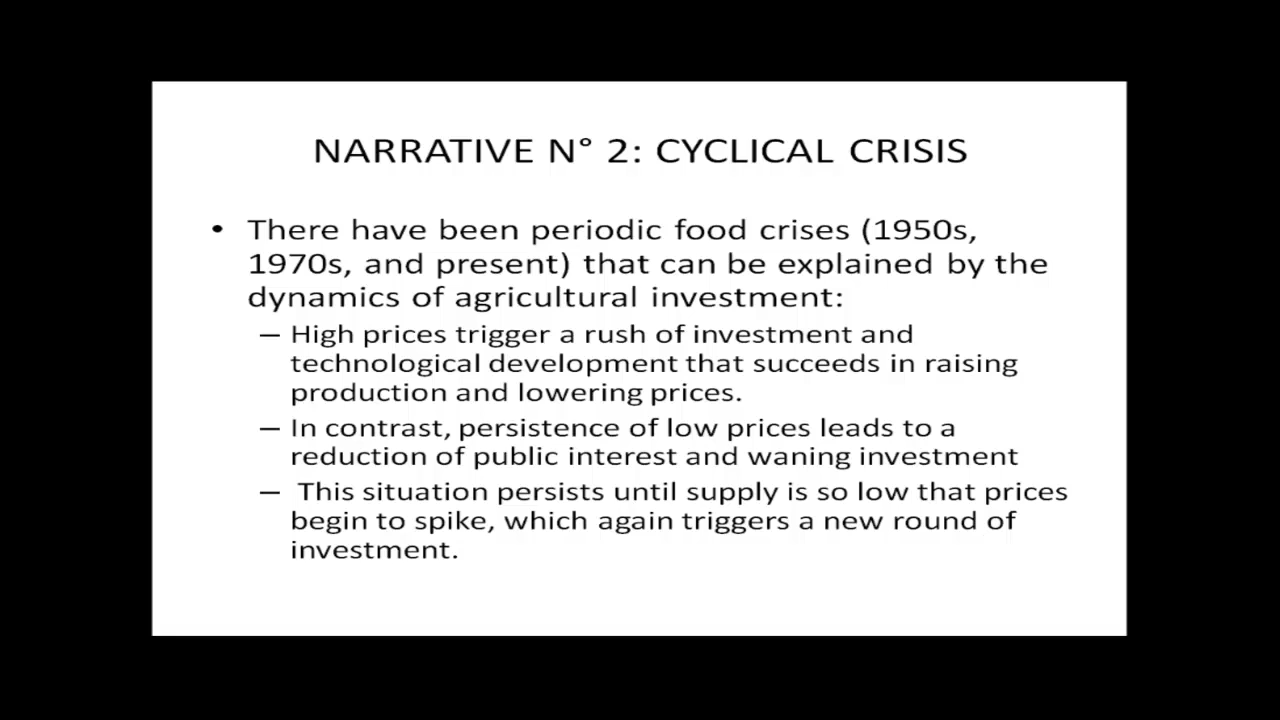 NARRATIVE N° 2: CYCLICAL CRISIS
• There have been periodic food crises (1950s,
1970s, and present) that can be explained by the
dynamics of agricultural investment:
– High prices trigger a rush of investment and
technological development that succeeds in raising
production and lowering prices.
– In contrast, persistence of low prices leads to a
reduction of public interest and waning investment
– This situation persists until supply is so low that prices
begin to spike, which again triggers a new round of
investment.